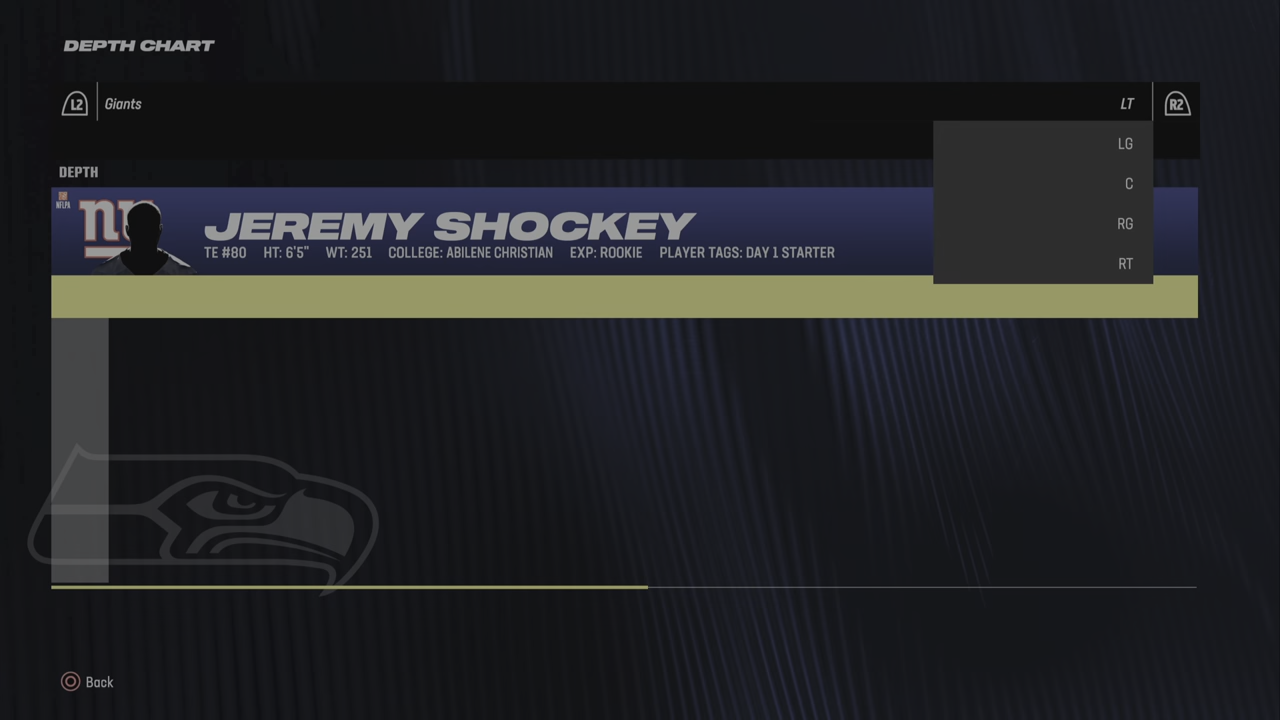 DEPTH CHART
L2 Giants LT R2
LG
C
RG
RT
DEPTH
NFLPA
ny
JEREMY SHOCKEY
TE #80 HT: 6'5" WT: 251 COLLEGE: ABILENE CHRISTIAN EXP: ROOKIE PLAYER TAGS: DAY 1 STARTER
Back